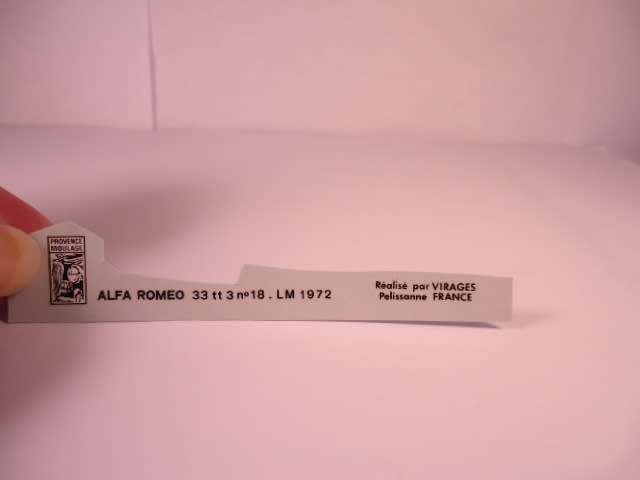 PROVENCE
MOULAGE
ALFA ROMEO 33 tt 3 nº18 . LM 1972
Réalisé par VIRAGES
Pelissanne FRANCE